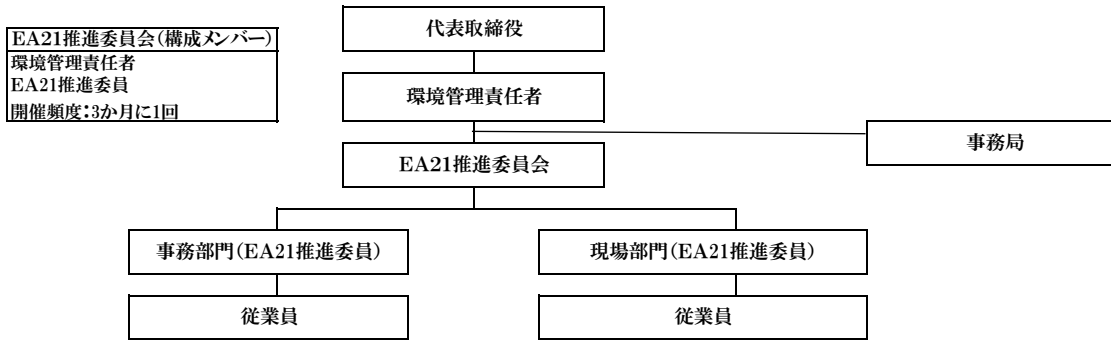 代表取締役
EA21推進委員会(構成メンバー)
環境管理責任者
EA21推進委員
開催頻度:3か月に1回
環境管理責任者
事務局
EA21推進委員会
事務部門(EA21推進委員)
現場部門(EA21推進委員)
従業員
従業員